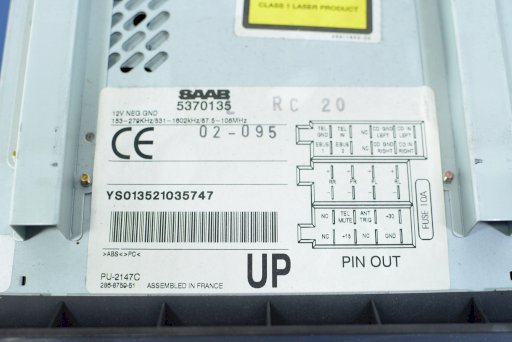 CLASS 1 LASER PRODUCT
SAAB
5370135
RC 20
12V NEG GND
153-279KHz/531-1602kHz/87.5-108MHz
02-095
CE
TEL GND
TEL IN
NC
CD GND LEFT
CD IN LEFT
EBUS 1
EBUS 2
NC
CD GND RIGHT
CD IN RIGHT
YS013521035747
NC
TEL MUTE
ANT TRIG
+30
NC
+15
NC
GND
FUSE 10A
>ABS<>PC<
UP
PIN OUT
PU-2147C
ASSEMBLED IN FRANCE